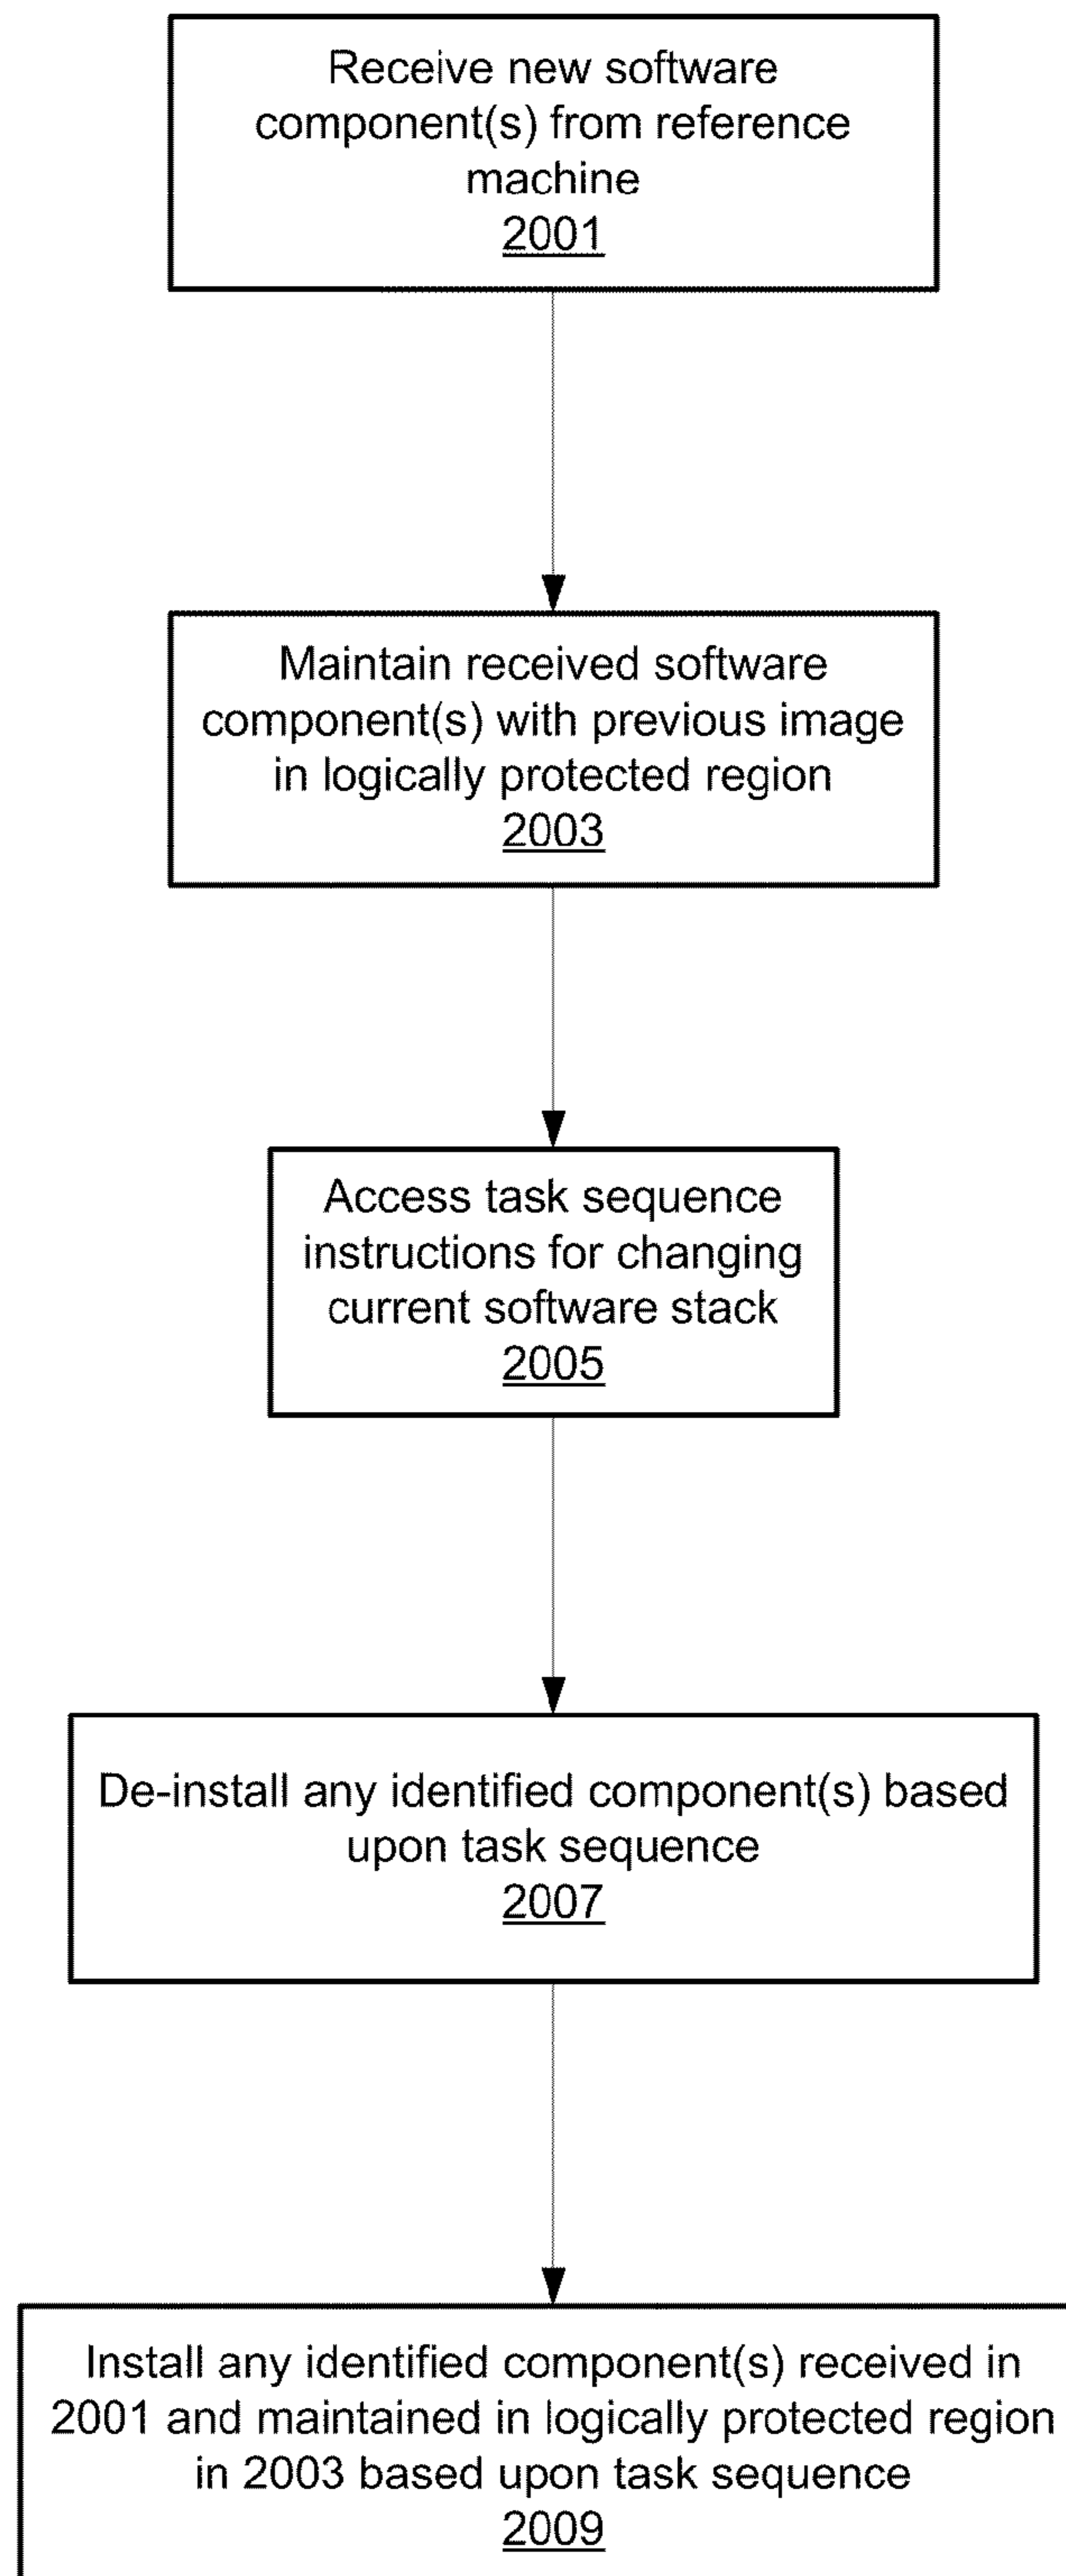 Receive new software
component(s) from reference
machine
2001
Maintain received software
component(s) with previous image
in logically protected region
2003
Access task sequence
instructions for changing
current software stack
2005
De-install any identified component(s) based
upon task sequence
2007
Install any identified component(s) received in
2001 and maintained in logically protected region
in 2003 based upon task sequence
2009